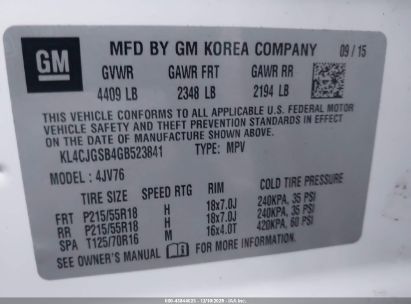 GM
MFD BY GM KOREA COMPANY 09/15
GVWR GAWR FRT GAWR RR
4409 LB 2348 LB 2194 LB
THIS VEHICLE CONFORMS TO ALL APPLICABLE U.S. FEDERAL MOTOR
VEHICLE SAFETY AND THEFT PREVENTION STANDARDS IN EFFECT
ON THE DATE OF MANUFACTURE SHOWN ABOVE.
KL4CJGSB4GB523841 TYPE: MPV
MODEL: 4JV76
TIRE SIZE SPEED RTG RIM COLD TIRE PRESSURE
FRT P215/55R18 H 18x7.0J 240KPA, 35 PSI
RR P215/55R18 H 18x7.0J 240KPA, 35 PSI
SPA T125/70R16 M 16x4.0T 420KPA, 60 PSI
SEE OWNER'S MANUAL FOR MORE INFORMATION.